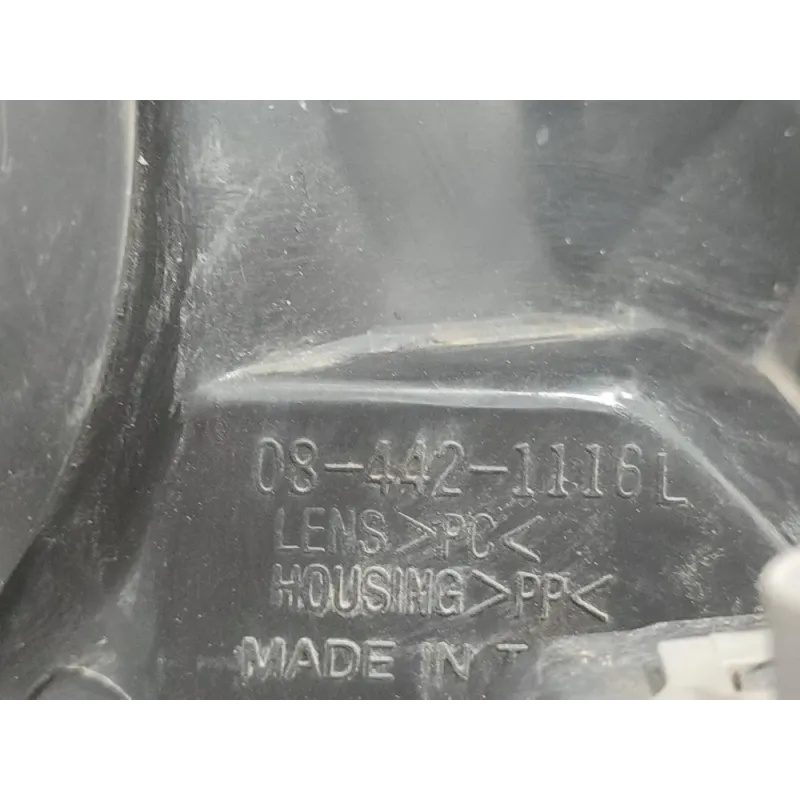 08-442-1116L
LENS>PC<
HOUSING>PP<
MADE IN T